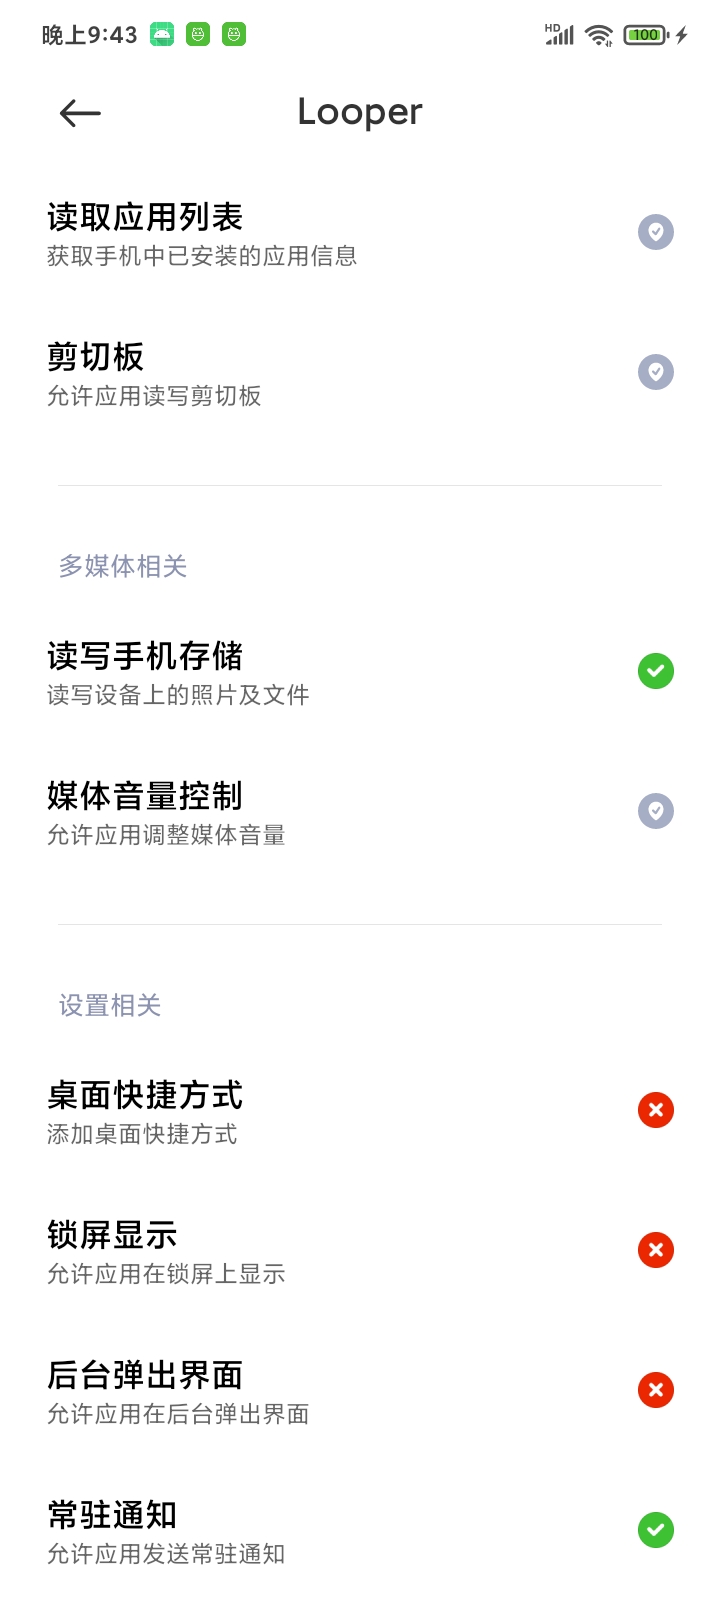 晚上9:43
HD
100
Looper
读取应用列表
获取手机中已安装的应用信息
剪切板
允许应用读写剪切板
多媒体相关
读写手机存储
读写设备上的照片及文件
媒体音量控制
允许应用调整媒体音量
设置相关
桌面快捷方式
添加桌面快捷方式
锁屏显示
允许应用在锁屏上显示
后台弹出界面
允许应用在后台弹出界面
常驻通知
允许应用发送常驻通知